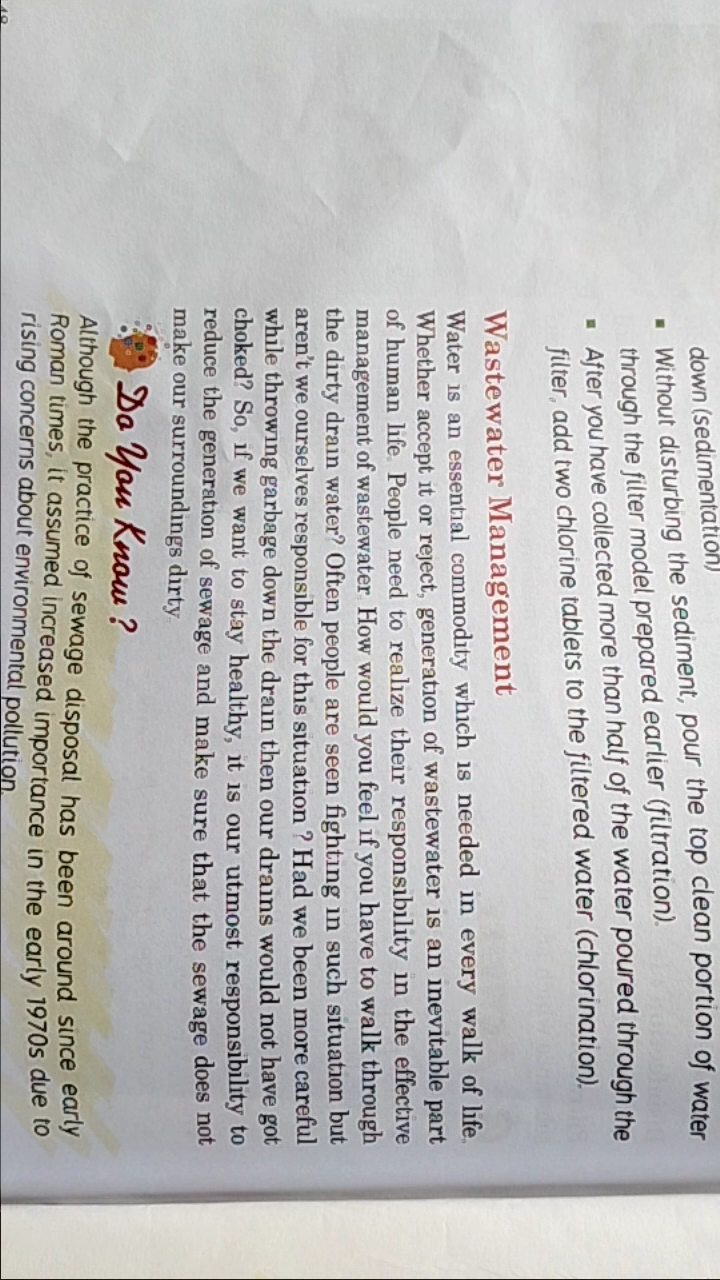 down (sedimentation)
▪ Without disturbing the sediment, pour the top clean portion of water
through the filter model prepared earlier (filtration).
▪ After you have collected more than half of the water poured through the
filter, add two chlorine tablets to the filtered water (chlorination).
Wastewater Management
Water is an essential commodity which is needed in every walk of life.
Whether accept it or reject, generation of wastewater is an inevitable part
of human life. People need to realize their responsibility in the effective
management of wastewater. How would you feel if you have to walk through
the dirty drain water? Often people are seen fighting in such situation but
aren't we ourselves responsible for this situation ? Had we been more careful
while throwing garbage down the drain then our drains would not have got
choked? So, if we want to stay healthy, it is our utmost responsibility to
reduce the generation of sewage and make sure that the sewage does not
make our surroundings dirty.
Do You Know ?
Although the practice of sewage disposal has been around since early
Roman times, it assumed increased importance in the early 1970s due to
rising concerns about environmental pollution.